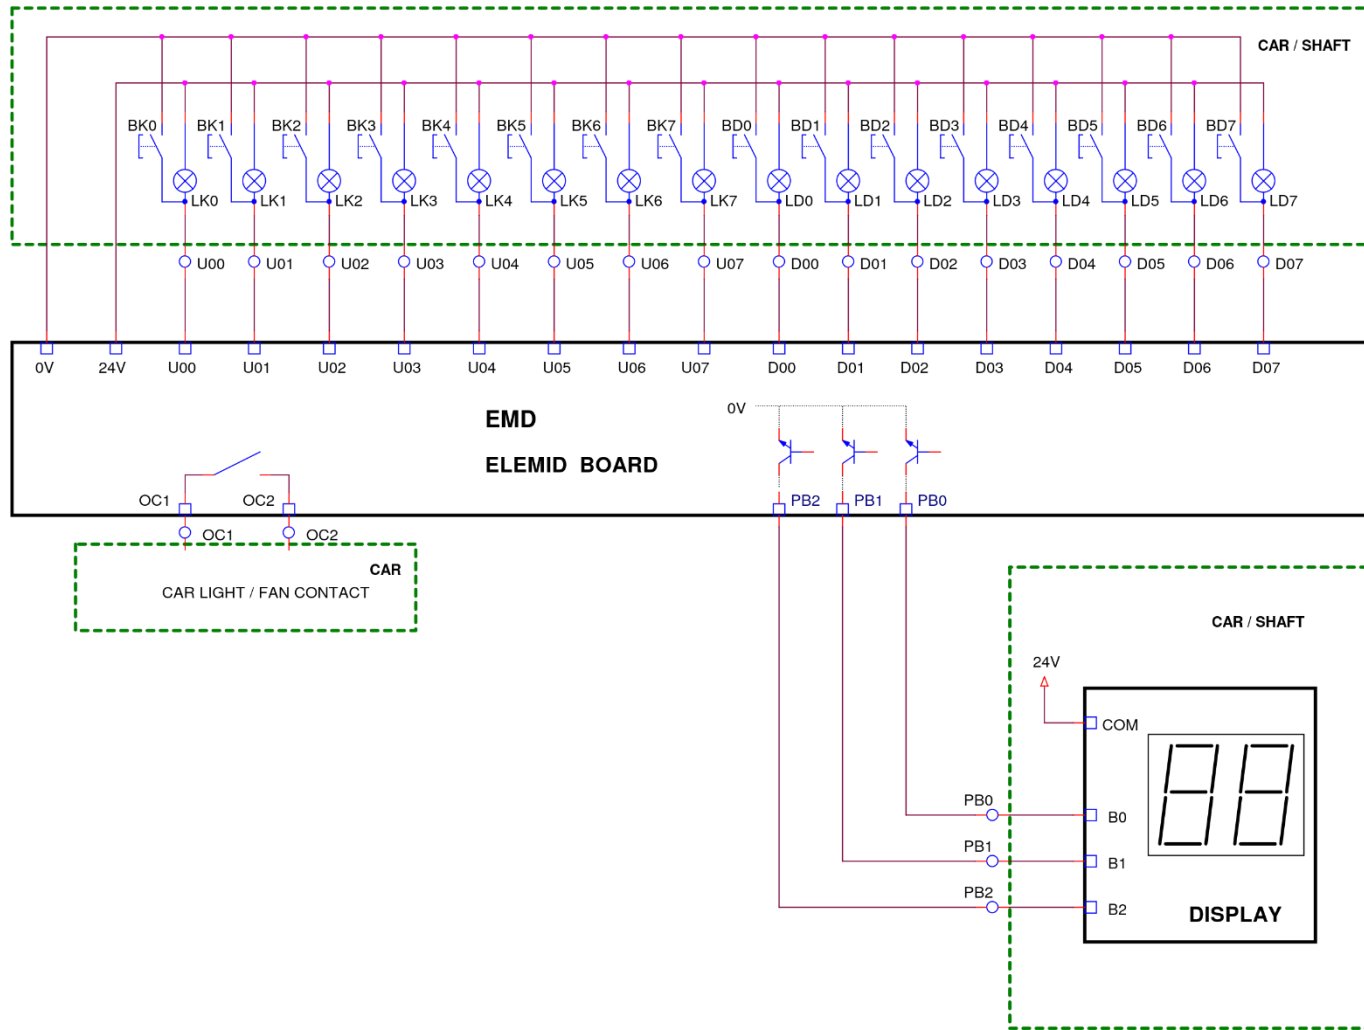 CAR / SHAFT
BK0 BK1 BK2 BK3 BK4 BK5 BK6 BK7 BD0 BD1 BD2 BD3 BD4 BD5 BD6 BD7
LK0 LK1 LK2 LK3 LK4 LK5 LK6 LK7 LD0 LD1 LD2 LD3 LD4 LD5 LD6 LD7
U00 U01 U02 U03 U04 U05 U06 U07 D00 D01 D02 D03 D04 D05 D06 D07
0V 24V U00 U01 U02 U03 U04 U05 U06 U07 D00 D01 D02 D03 D04 D05 D06 D07
0V
EMD
ELEMID BOARD
OC1 OC2 PB2 PB1 PB0
OC1 OC2
CAR
CAR LIGHT / FAN CONTACT
CAR / SHAFT
24V
COM
PB0 B0
PB1 B1
PB2 B2
DISPLAY